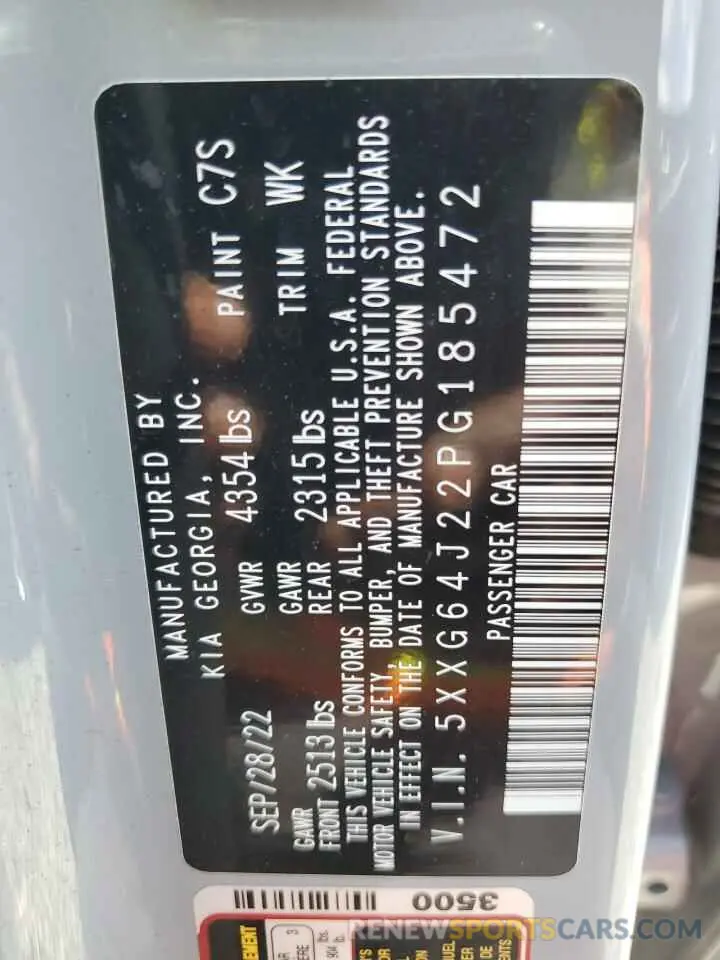 MANUFACTURED BY
KIA GEORGIA, INC.
SEP/28/22 GVWR 4354 lbs PAINT C7S
GAWR FRONT 2513 lbs GAWR REAR 2315 lbs TRIM WK
THIS VEHICLE CONFORMS TO ALL APPLICABLE U.S.A. FEDERAL
MOTOR VEHICLE SAFETY, BUMPER, AND THEFT PREVENTION STANDARDS
IN EFFECT ON THE DATE OF MANUFACTURE SHOWN ABOVE.
V.I.N. 5XXG64J22PG185472
PASSENGER CAR
3500
RENEWSPORTSCARS.COM